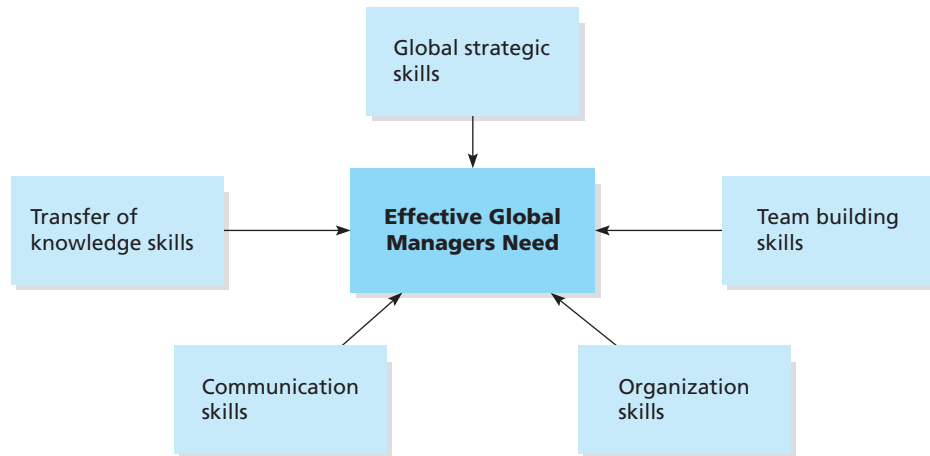 Global strategic
skills
Transfer of
knowledge skills
Effective Global
Managers Need
Team building
skills
Communication
skills
Organization
skills